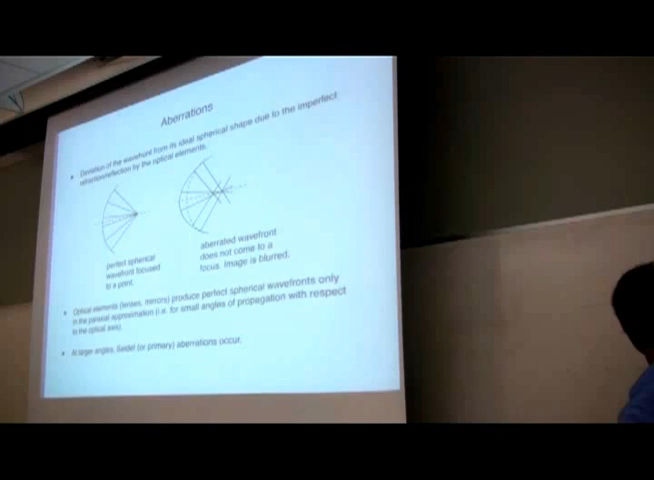 Aberrations
• Deviation of the wavefront from its ideal spherical shape due to the imperfect
refraction/reflection by the optical elements.
perfect spherical
wavefront focused
to a point.
aberrated wavefront
does not come to a
focus. Image is blurred.
• Optical elements (lenses, mirrors) produce perfect spherical wavefronts only
in the paraxial approximation (i.e. for small angles of propagation with respect
to the optical axis).
• At larger angles, Seidel (or primary) aberrations occur.